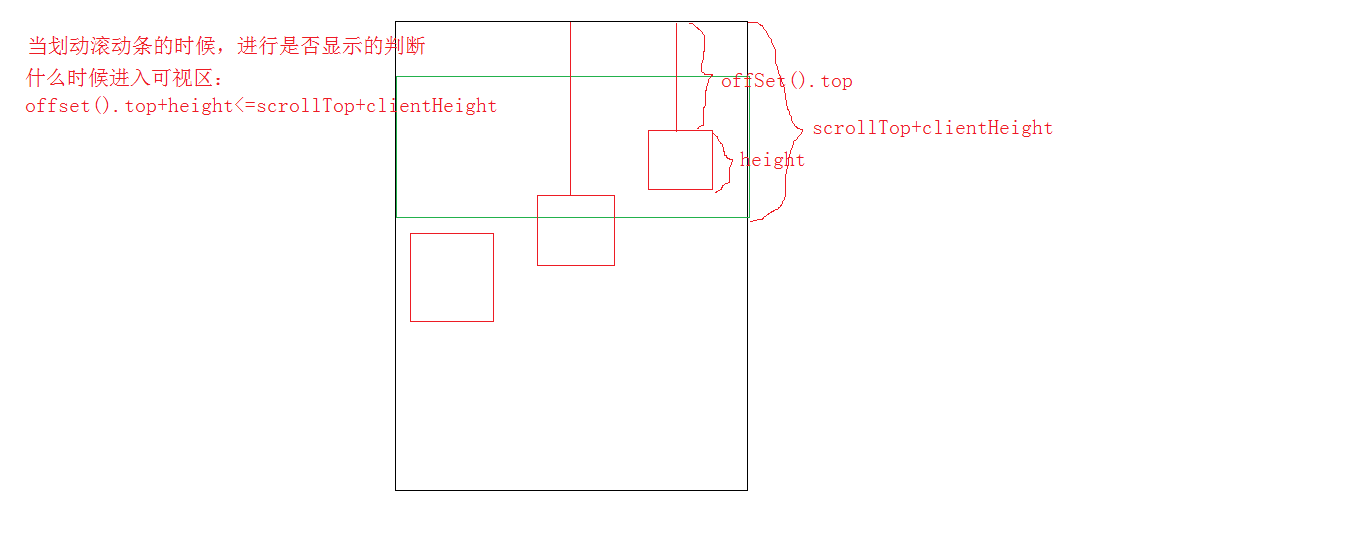 当划动滚动条的时候，进行是否显示的判断
什么时候进入可视区：
offset().top+height<=scrollTop+clientHeight
offSet().top
scrollTop+clientHeight
height